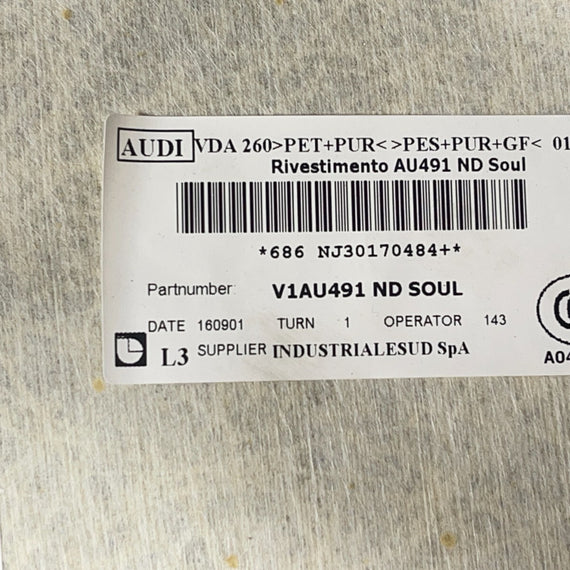 AUDI VDA 260>PET+PUR< >PES+PUR+GF< 01
Rivestimento AU491 ND Soul
*686 NJ30170484+*
Partnumber: V1AU491 ND SOUL
DATE 160901 TURN 1 OPERATOR 143
L3 SUPPLIER INDUSTRIALESUD SpA
A04